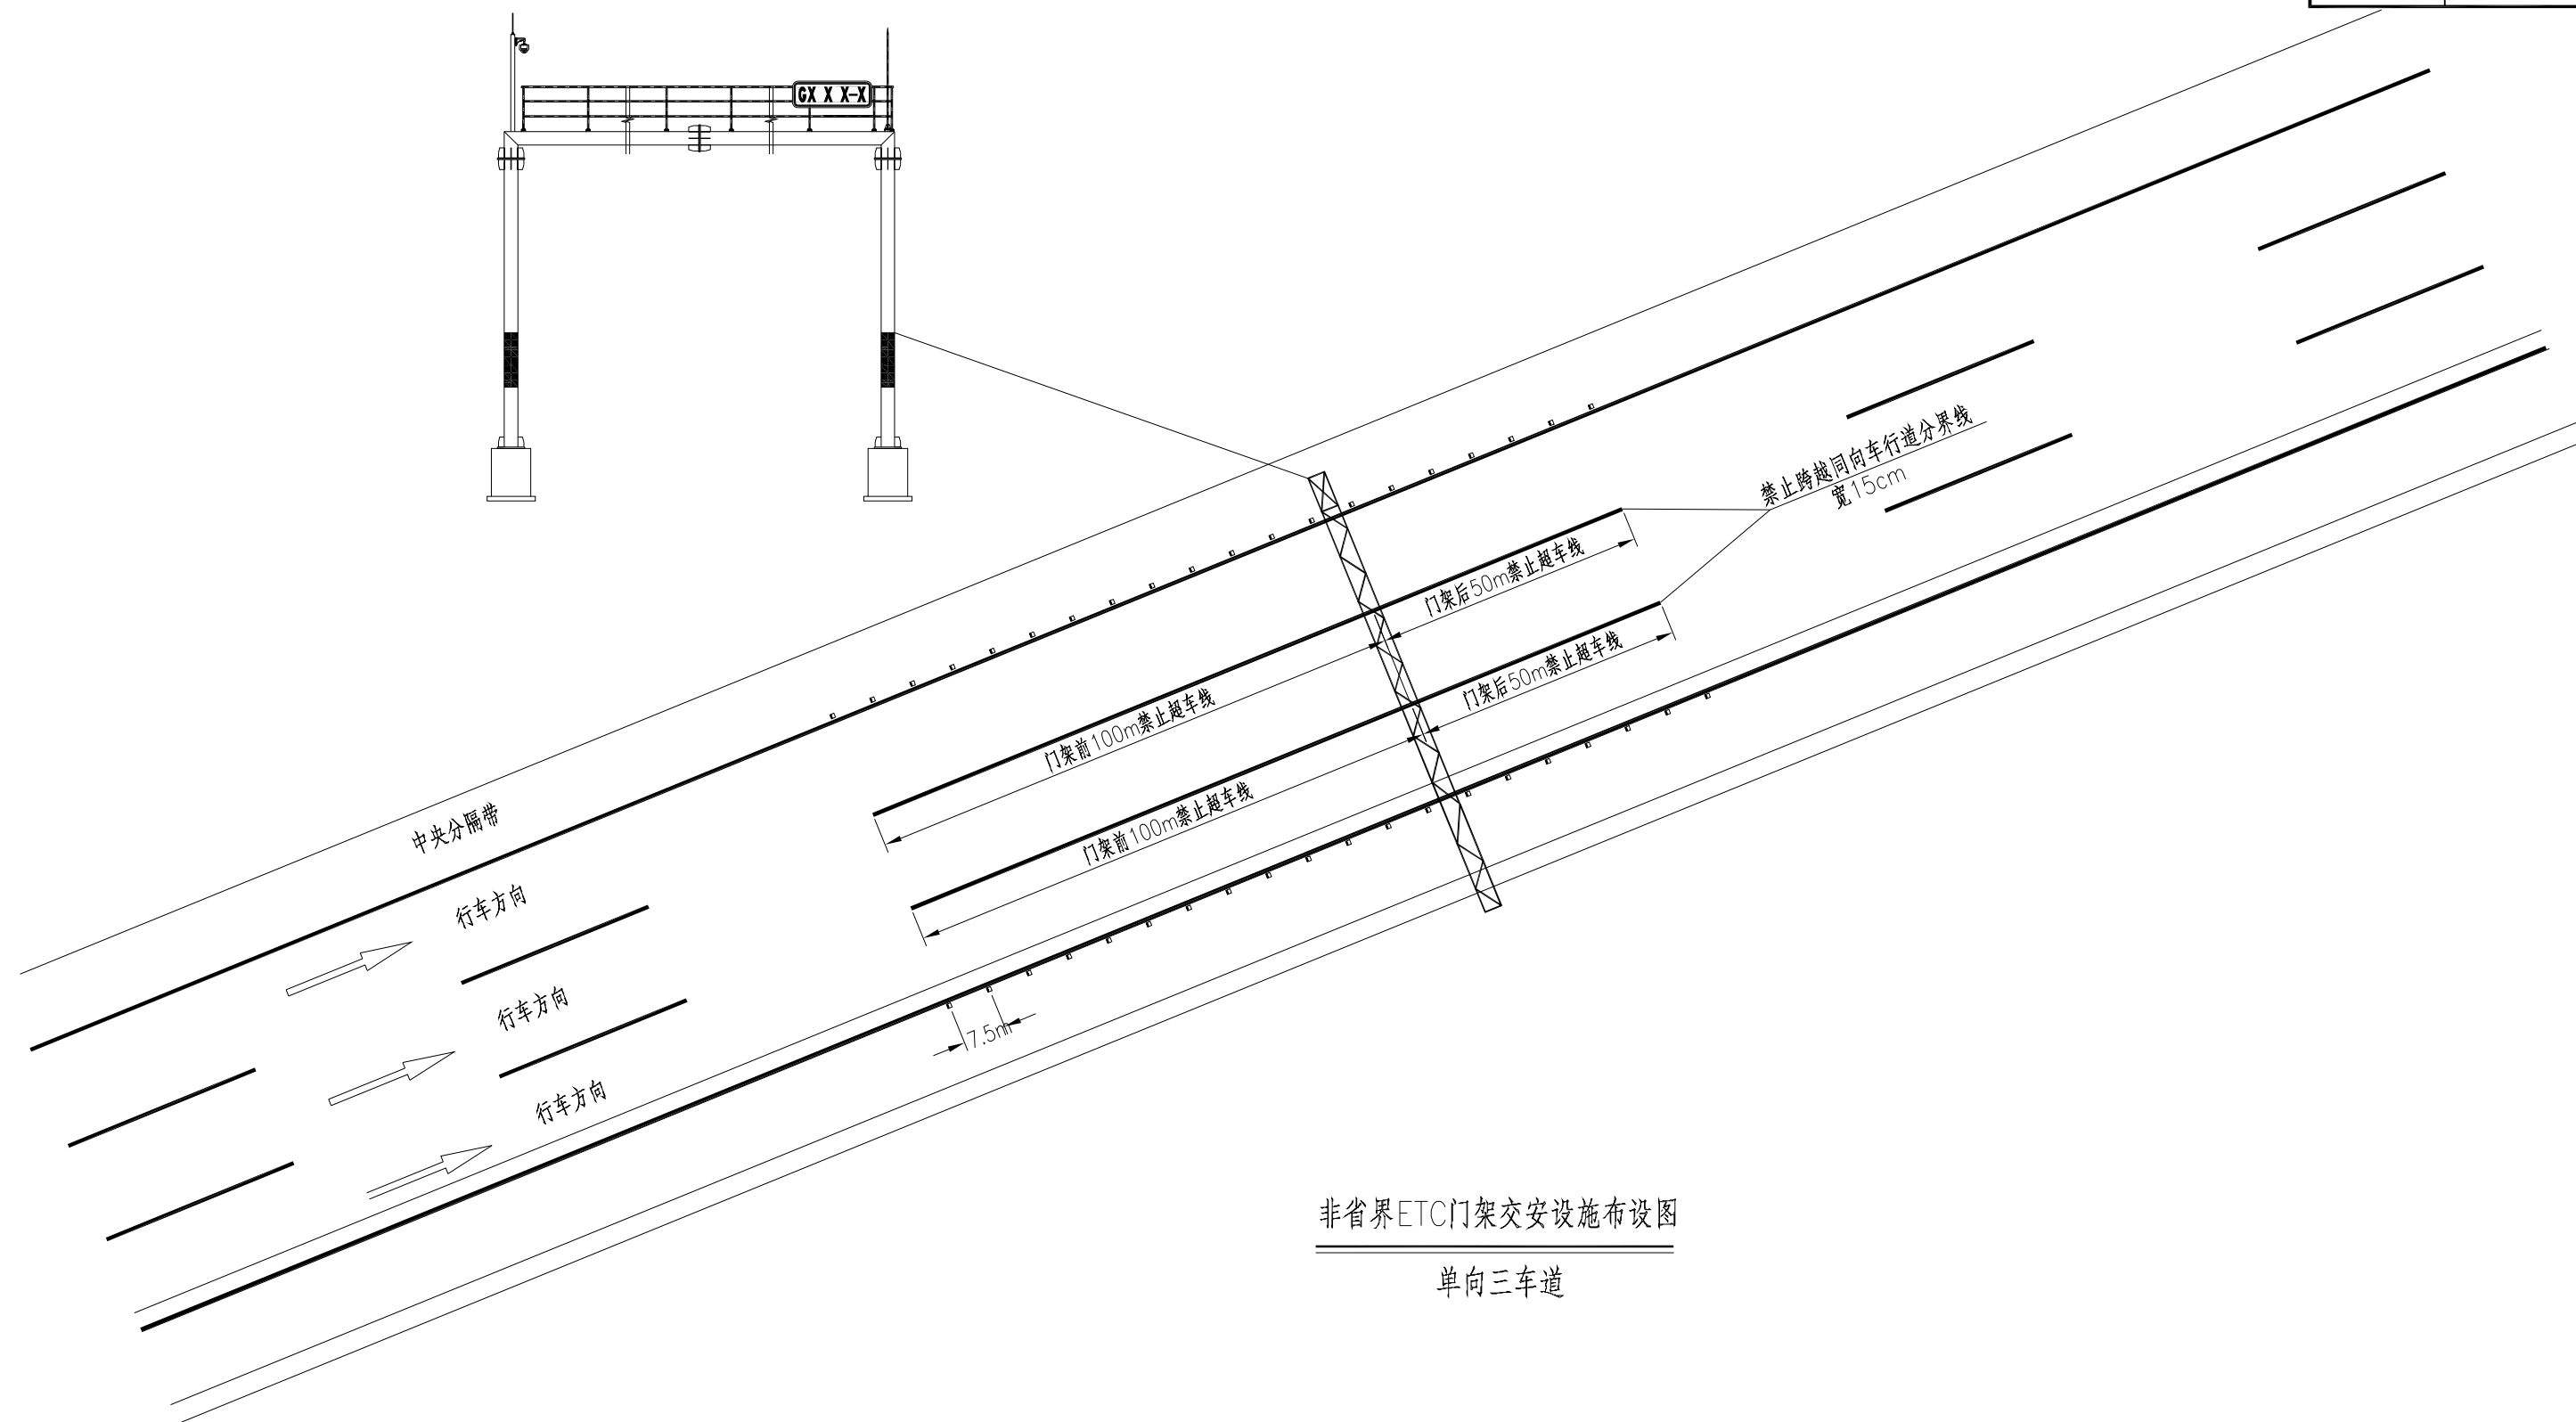 GX X X-X
禁止跨越同向车行道分界线
宽15cm
门架后50m禁止超车线
门架后50m禁止超车线
门架前100m禁止超车线
门架前100m禁止超车线
中央分隔带
行车方向
行车方向
行车方向
7.5m
非省界ETC门架交安设施布设图
单向三车道